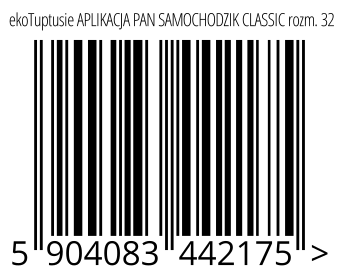 ekoTuptusie APLIKACJA PAN SAMOCHODZIK CLASSIC rozm. 32
5 904083 442175 >